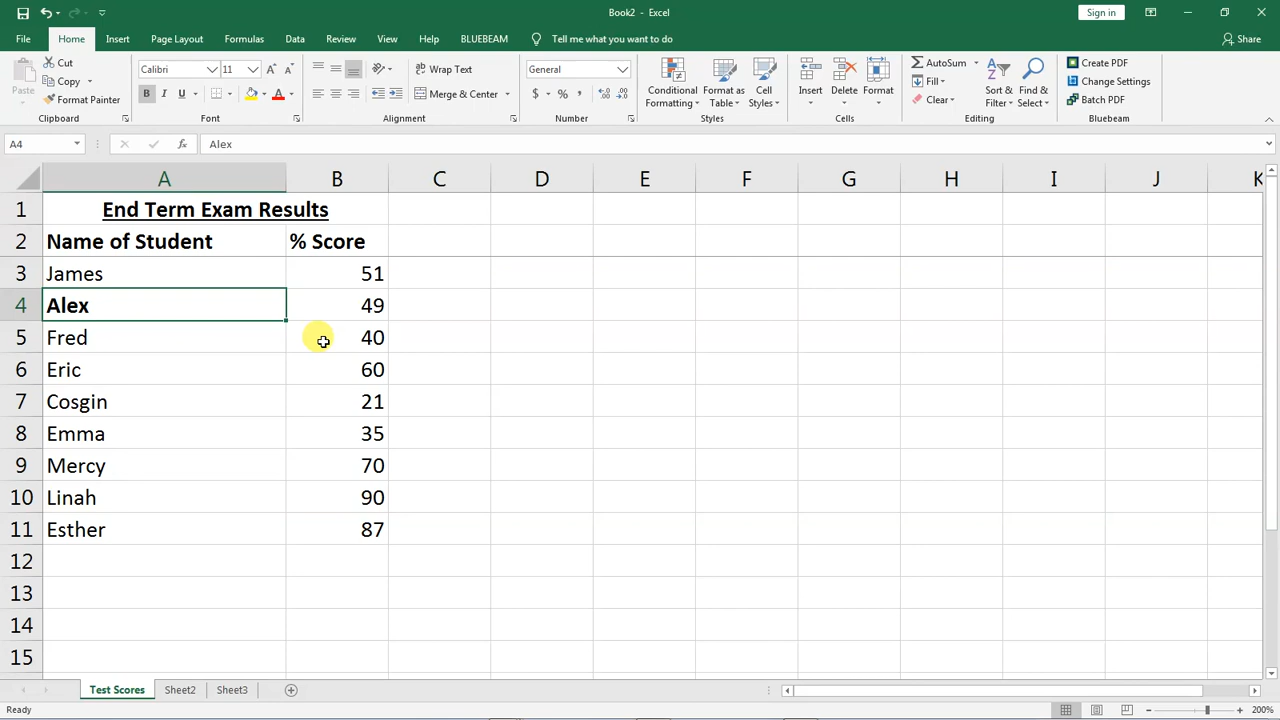 Book2 - Excel
Sign in
File Home Insert Page Layout Formulas Data Review View Help BLUEBEAM Tell me what you want to do Share
Paste
Cut
Copy
Format Painter
Clipboard
Calibri 11
B I U
Font
Wrap Text
Merge & Center
Alignment
General
$ % ,
Number
Conditional Formatting
Format as Table
Cell Styles
Styles
Insert
Delete
Format
Cells
AutoSum
Fill
Clear
Sort & Filter
Find & Select
Editing
Create PDF
Change Settings
Batch PDF
Bluebeam
A4 fx Alex
A B C D E F G H I J K
1 End Term Exam Results
2 Name of Student % Score
3 James 51
4 Alex 49
5 Fred 40
6 Eric 60
7 Cosgin 21
8 Emma 35
9 Mercy 70
10 Linah 90
11 Esther 87
12
13
14
15
Test Scores Sheet2 Sheet3
Ready 200%